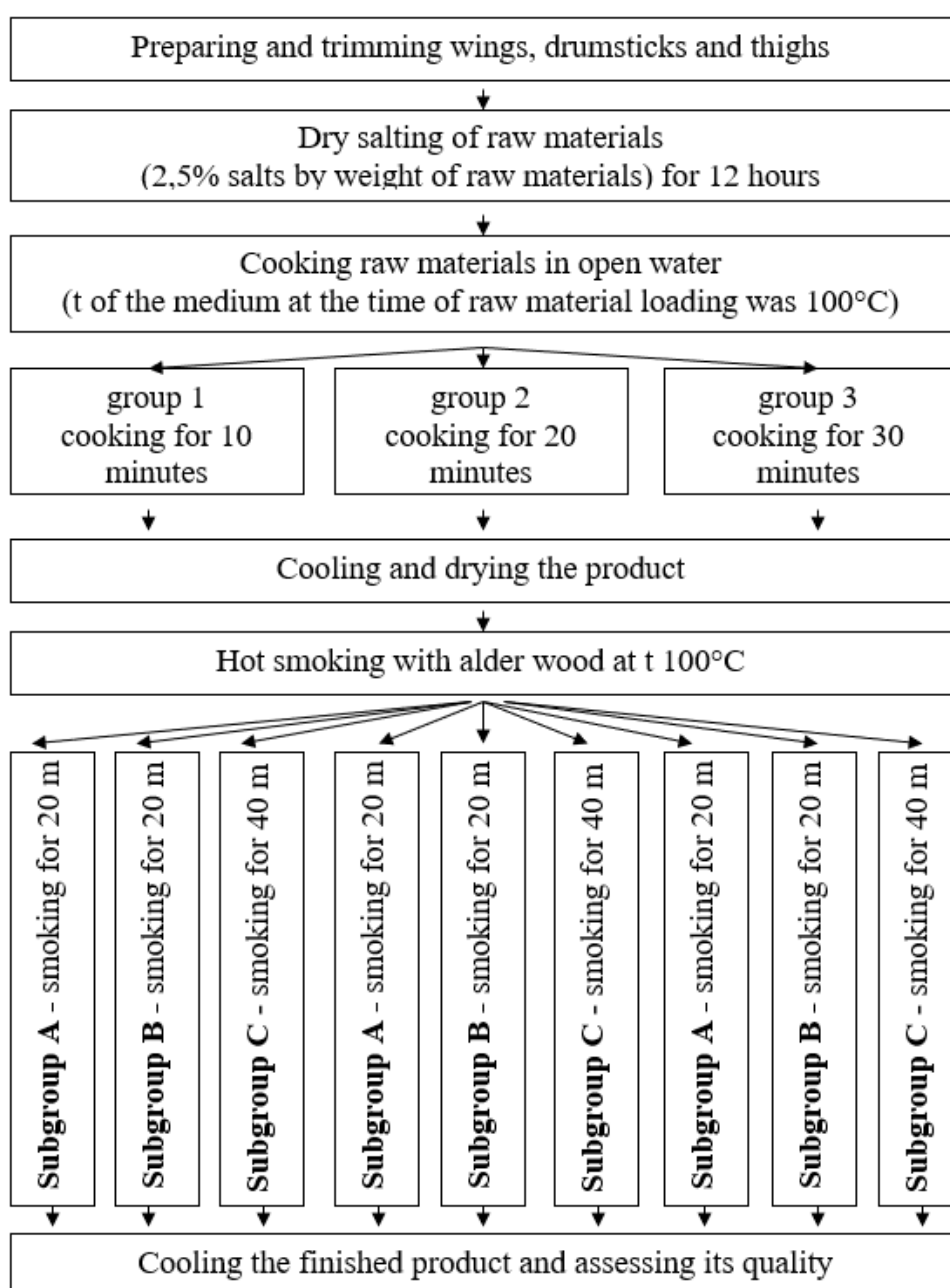 Preparing and trimming wings, drumsticks and thighs
Dry salting of raw materials
(2,5% salts by weight of raw materials) for 12 hours
Cooking raw materials in open water
(t of the medium at the time of raw material loading was 100°C)
group 1
cooking for 10
minutes
group 2
cooking for 20
minutes
group 3
cooking for 30
minutes
Cooling and drying the product
Hot smoking with alder wood at t 100°C
Subgroup A - smoking for 20 m
Subgroup B - smoking for 20 m
Subgroup C - smoking for 40 m
Subgroup A - smoking for 20 m
Subgroup B - smoking for 20 m
Subgroup C - smoking for 40 m
Subgroup A - smoking for 20 m
Subgroup B - smoking for 20 m
Subgroup C - smoking for 40 m
Cooling the finished product and assessing its quality